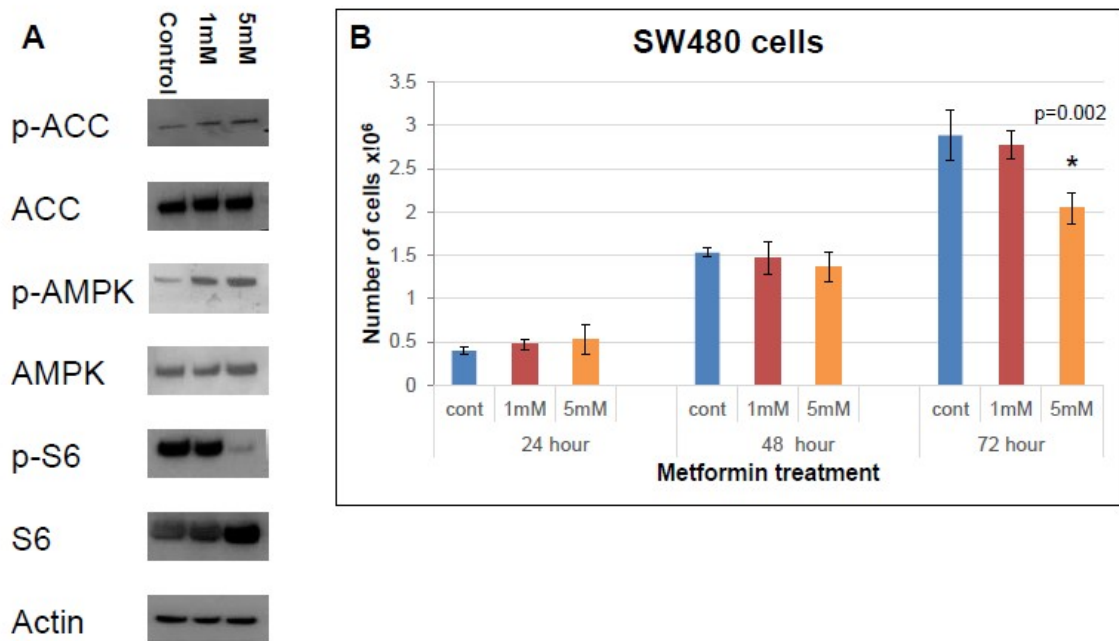 A
Control
1mM
5mM
p-ACC
ACC
p-AMPK
AMPK
p-S6
S6
Actin
B
SW480 cells
Number of cells x!0⁶
3.5
3
2.5
2
1.5
1
0.5
0
p=0.002
*
cont 1mM 5mM cont 1mM 5mM cont 1mM 5mM
24 hour 48 hour 72 hour
Metformin treatment